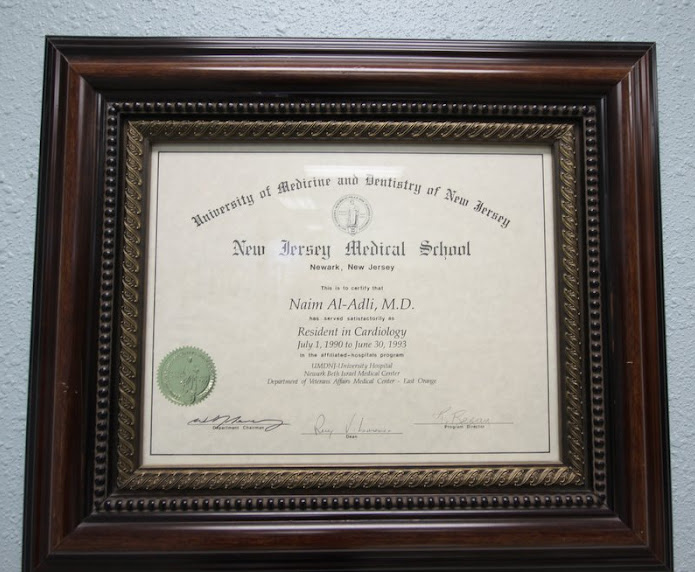 University of Medicine and Dentistry of New Jersey
New Jersey Medical School
Newark, New Jersey
This is to certify that
Naim Al-Adli, M.D.
has served satisfactorily as
Resident in Cardiology
July 1, 1990 to June 30, 1993
in the affiliated-hospitals program
UMDNJ-University Hospital
Newark Beth Israel Medical Center
Department of Veterans Affairs Medical Center - East Orange
Department Chairman
Dean
Program Director